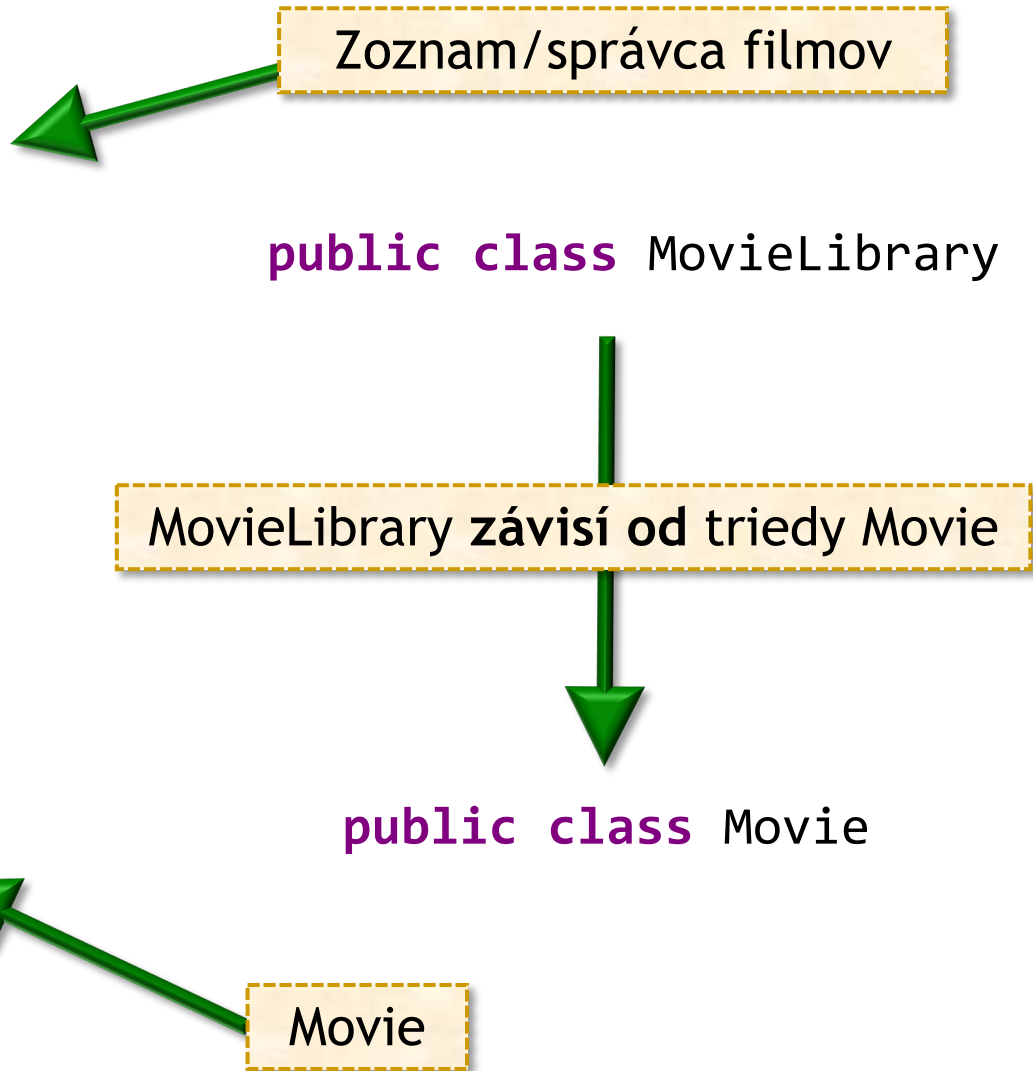 Zoznam/správca filmov
public class MovieLibrary
MovieLibrary závisí od triedy Movie
public class Movie
Movie